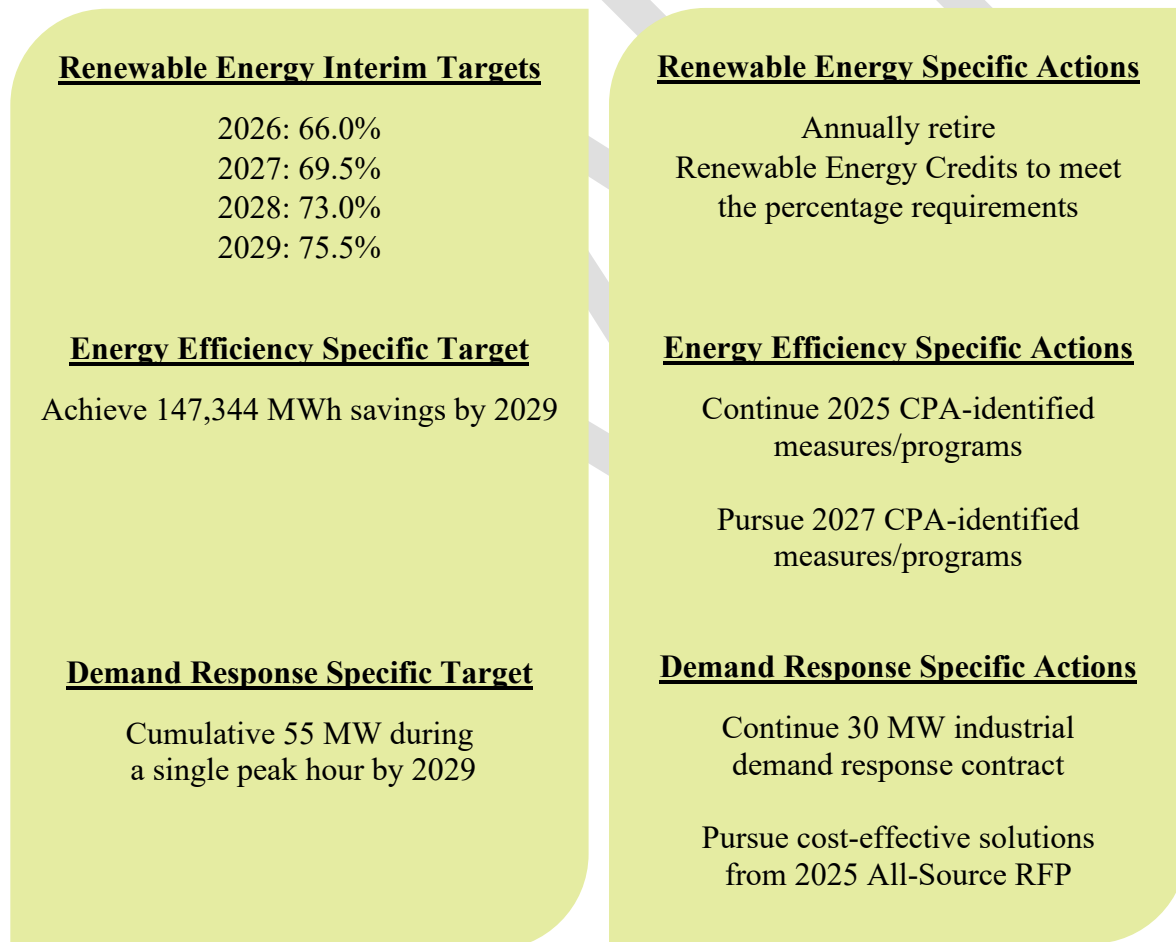 Renewable Energy Interim Targets
2026: 66.0%
2027: 69.5%
2028: 73.0%
2029: 75.5%
Energy Efficiency Specific Target
Achieve 147,344 MWh savings by 2029
Demand Response Specific Target
Cumulative 55 MW during
a single peak hour by 2029
Renewable Energy Specific Actions
Annually retire
Renewable Energy Credits to meet
the percentage requirements
Energy Efficiency Specific Actions
Continue 2025 CPA-identified
measures/programs
Pursue 2027 CPA-identified
measures/programs
Demand Response Specific Actions
Continue 30 MW industrial
demand response contract
Pursue cost-effective solutions
from 2025 All-Source RFP